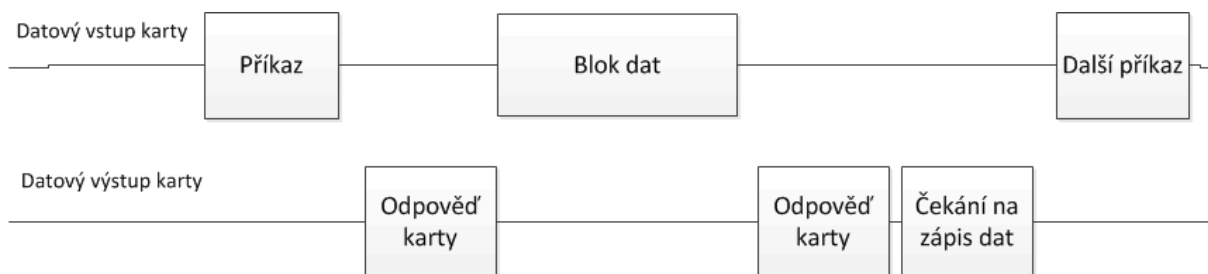 Datový vstup karty
Příkaz
Blok dat
Další příkaz
Datový výstup karty
Odpověď
karty
Odpověď
karty
Čekání na
zápis dat